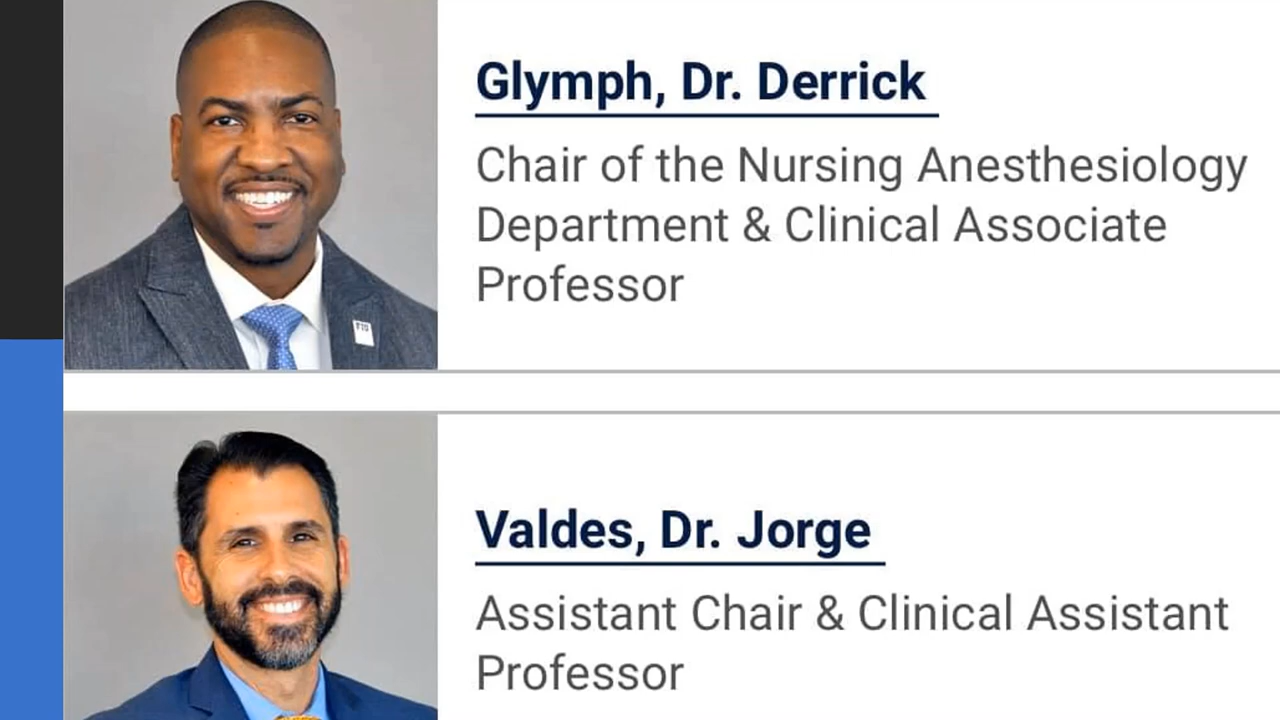 Glymph, Dr. Derrick
Chair of the Nursing Anesthesiology
Department & Clinical Associate
Professor
FIU
Valdes, Dr. Jorge
Assistant Chair & Clinical Assistant
Professor